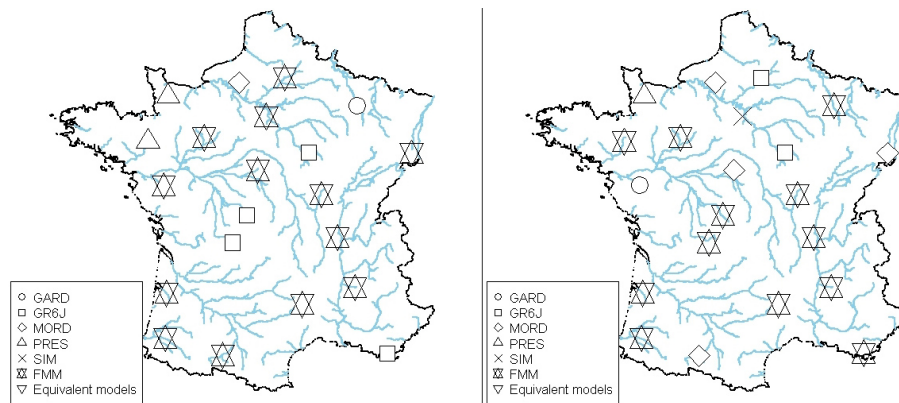 GARD
GR6J
MORD
PRES
SIM
FMM
Equivalent models
GARD
GR6J
MORD
PRES
SIM
FMM
Equivalent models